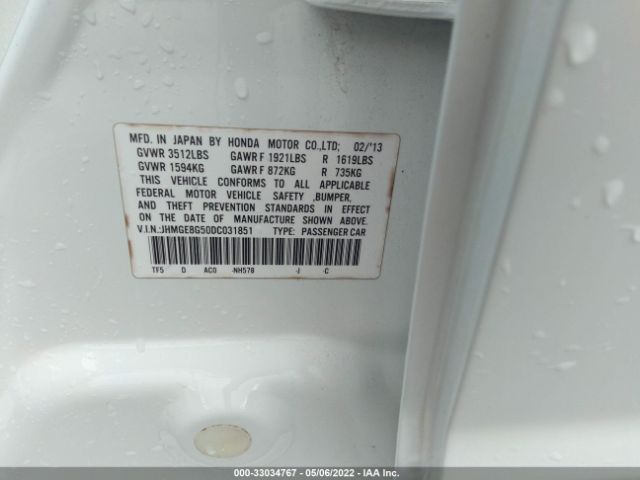 MFD. IN JAPAN BY HONDA MOTOR CO.,LTD; 02/'13
GVWR 3512LBS GAWR F 1921LBS R 1619LBS
GVWR 1594KG GAWR F 872KG R 735KG
THIS VEHICLE CONFORMS TO ALL APPLICABLE
FEDERAL MOTOR VEHICLE SAFETY ,BUMPER,
AND THEFT PREVENTION STANDARDS IN EFFECT
ON THE DATE OF MANUFACTURE SHOWN ABOVE.
V.I.N.:JHMGE8G50DC031851 TYPE: PASSENGER CAR
TF5 D AC0 -NH578 -J C
000-33034767 - 05/06/2022 - IAA Inc.